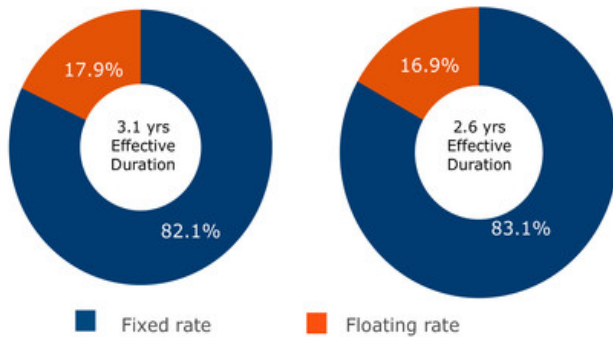 17.9%
3.1 yrs
Effective
Duration
82.1%
16.9%
2.6 yrs
Effective
Duration
83.1%
Fixed rate
Floating rate